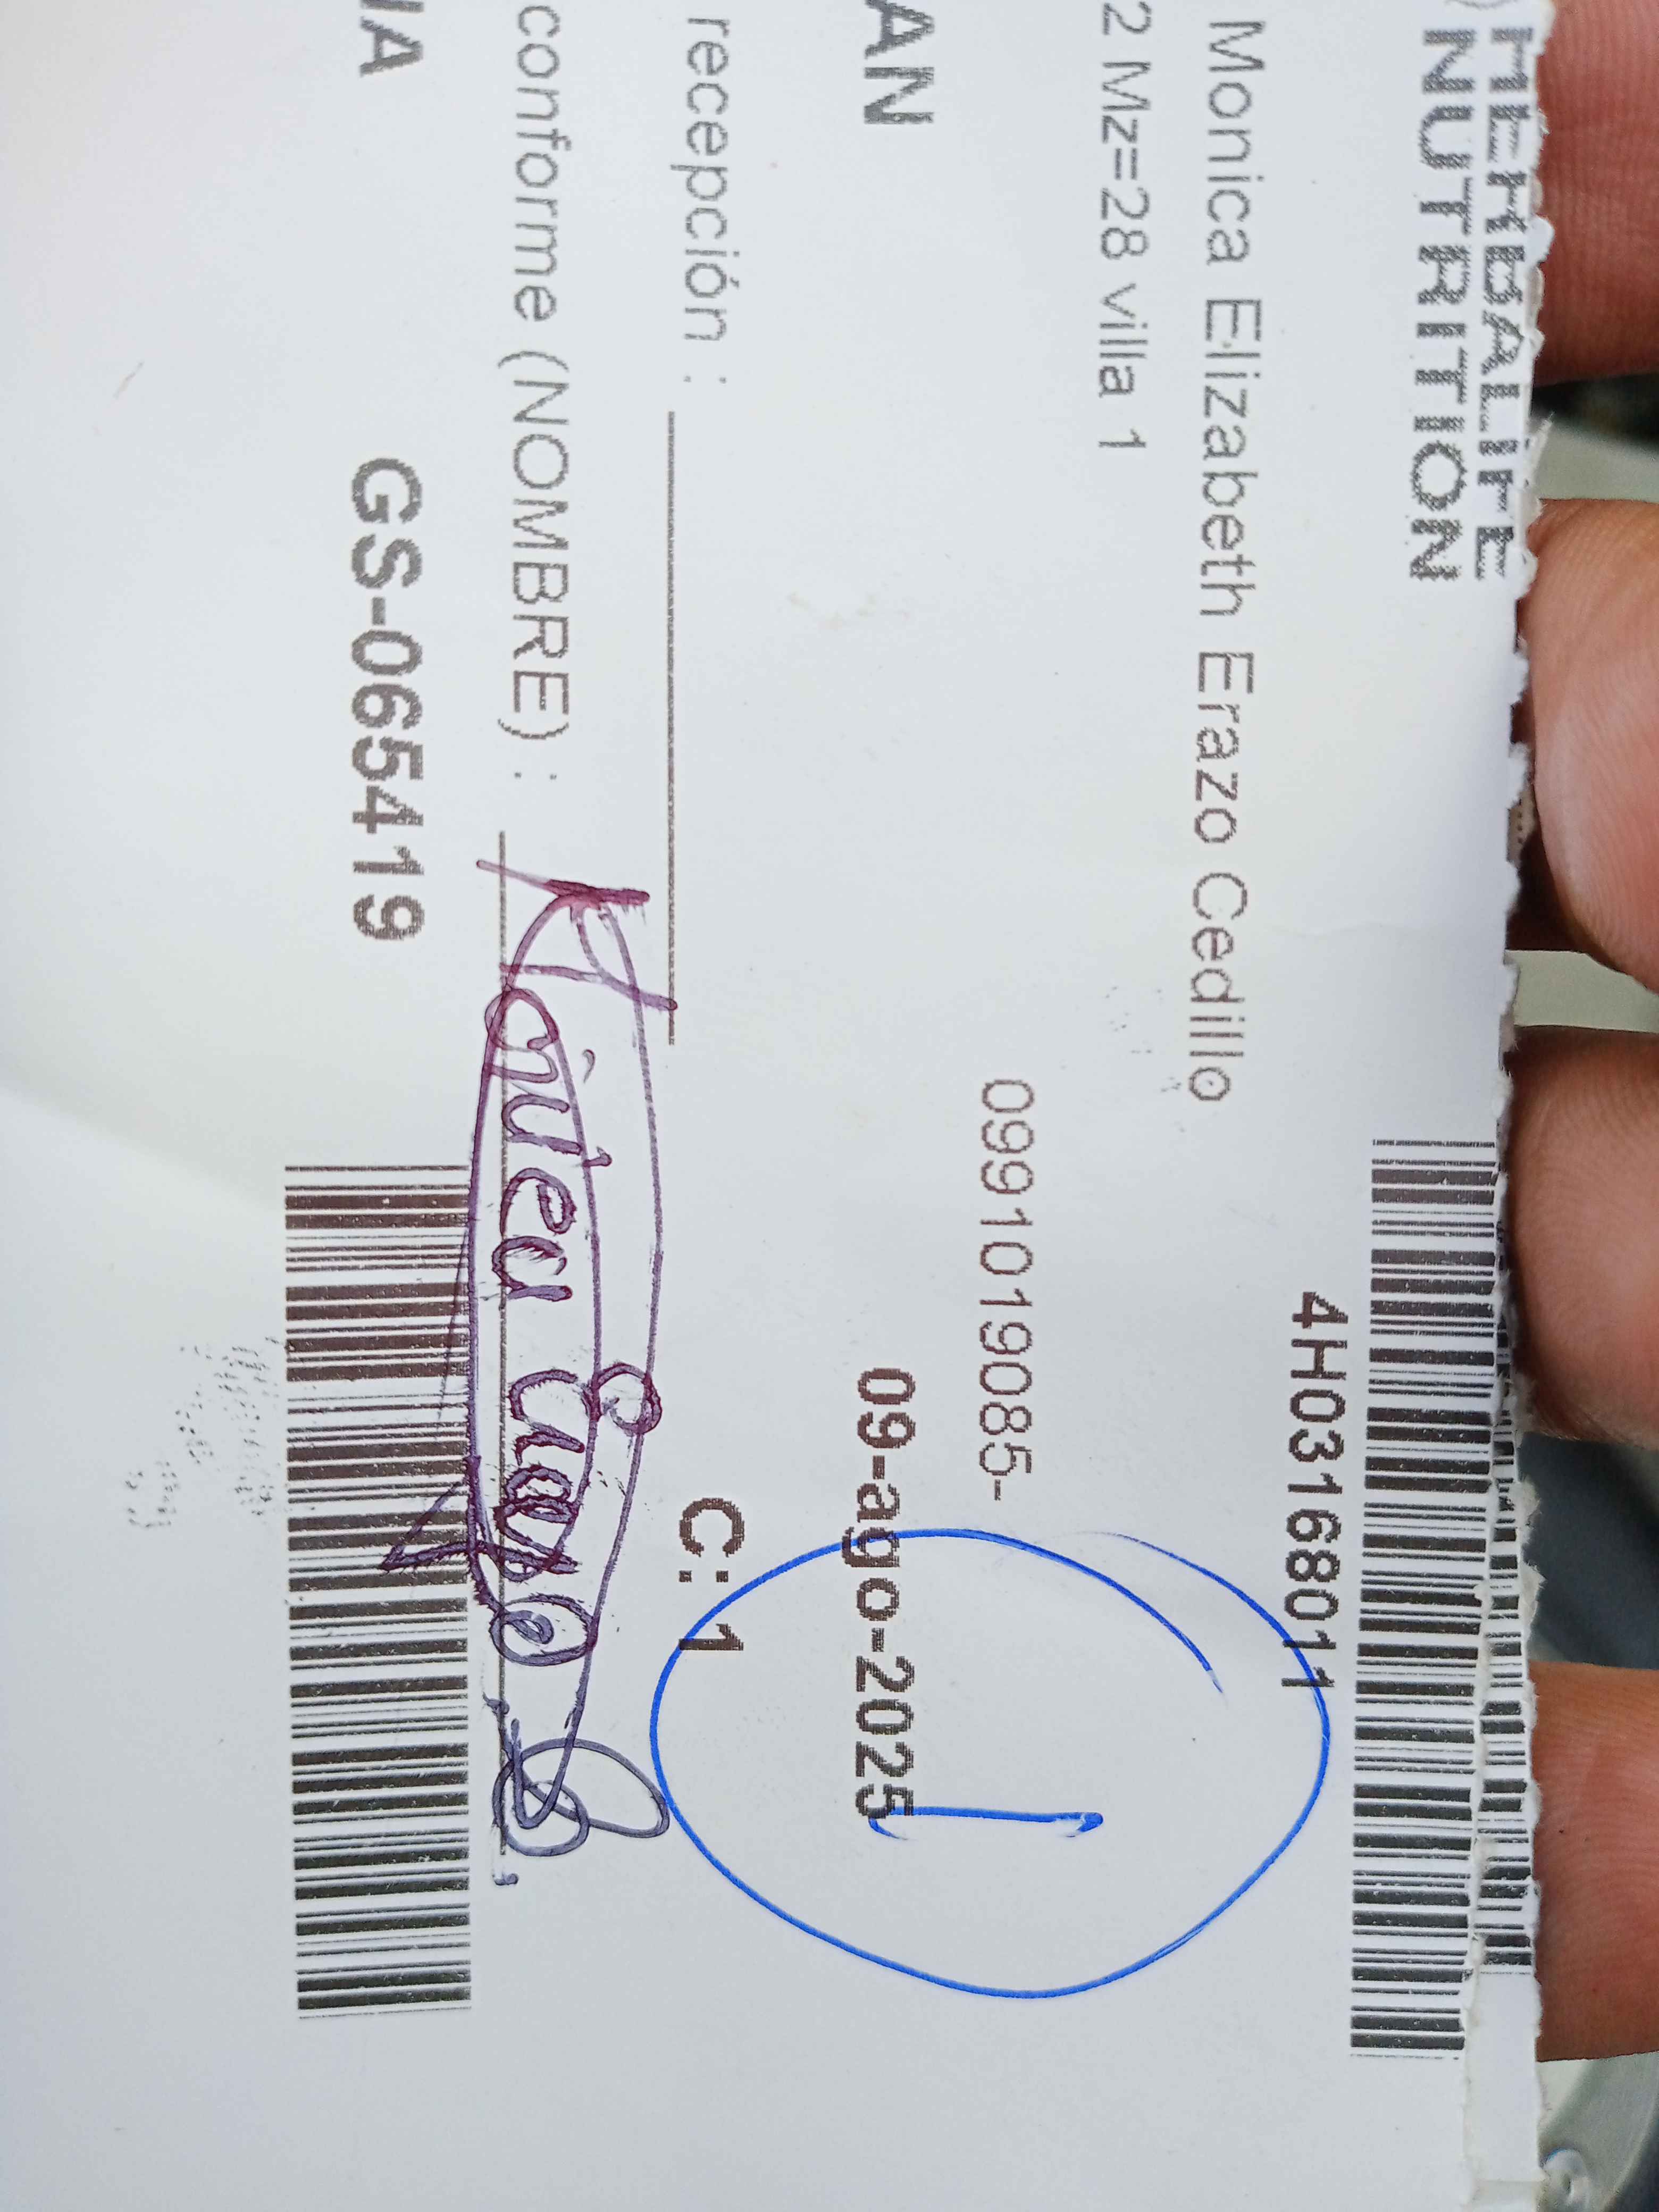 HERBALIFE
NUTRITION
4H03168011
Monica Elizabeth Erazo Cedillo
2 Mz=28 villa 1
0991019085-
AN
09-ago-2025
1
recepción :
C: 1
conforme (NOMBRE) :
IA
GS-065419